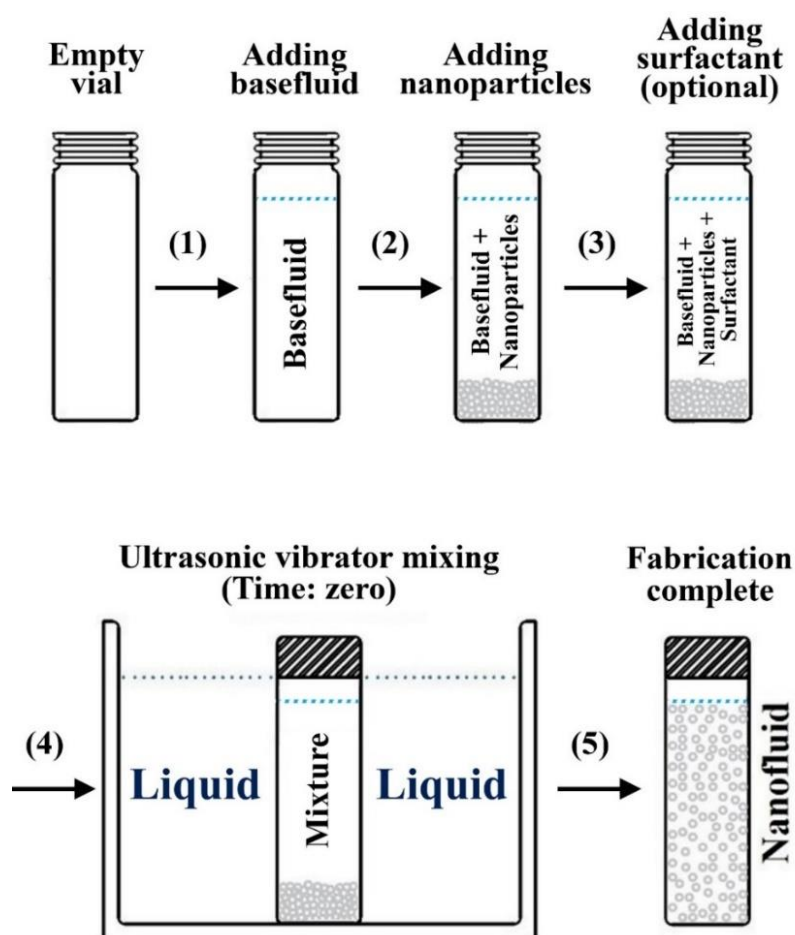 Empty
vial
Adding
basefluid
Adding
nanoparticles
Adding
surfactant
(optional)
(1)
(2)
(3)
Basefluid
Basefluid +
Nanoparticles
Basefluid +
Nanoparticles +
Surfactant
Ultrasonic vibrator mixing
(Time: zero)
Fabrication
complete
(4)
Liquid
Mixture
Liquid
(5)
Nanofluid